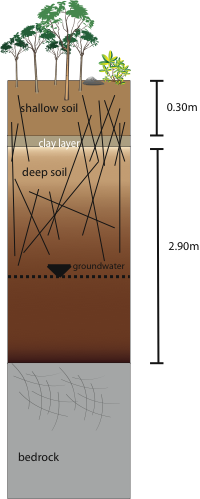 shallow soil
0.30m
clay layer
deep soil
2.90m
groundwater
bedrock